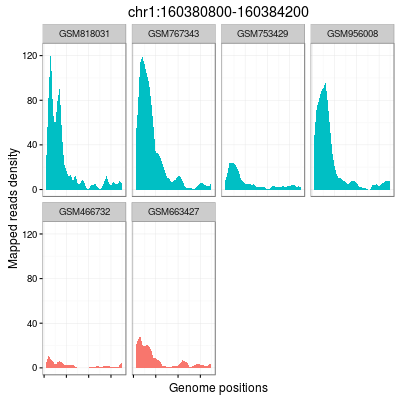 chr1:160380800-160384200
GSM818031 GSM767343 GSM753429 GSM956008
120
80
40
0
GSM466732 GSM663427
120
80
40
0
Mapped reads density
Genome positions